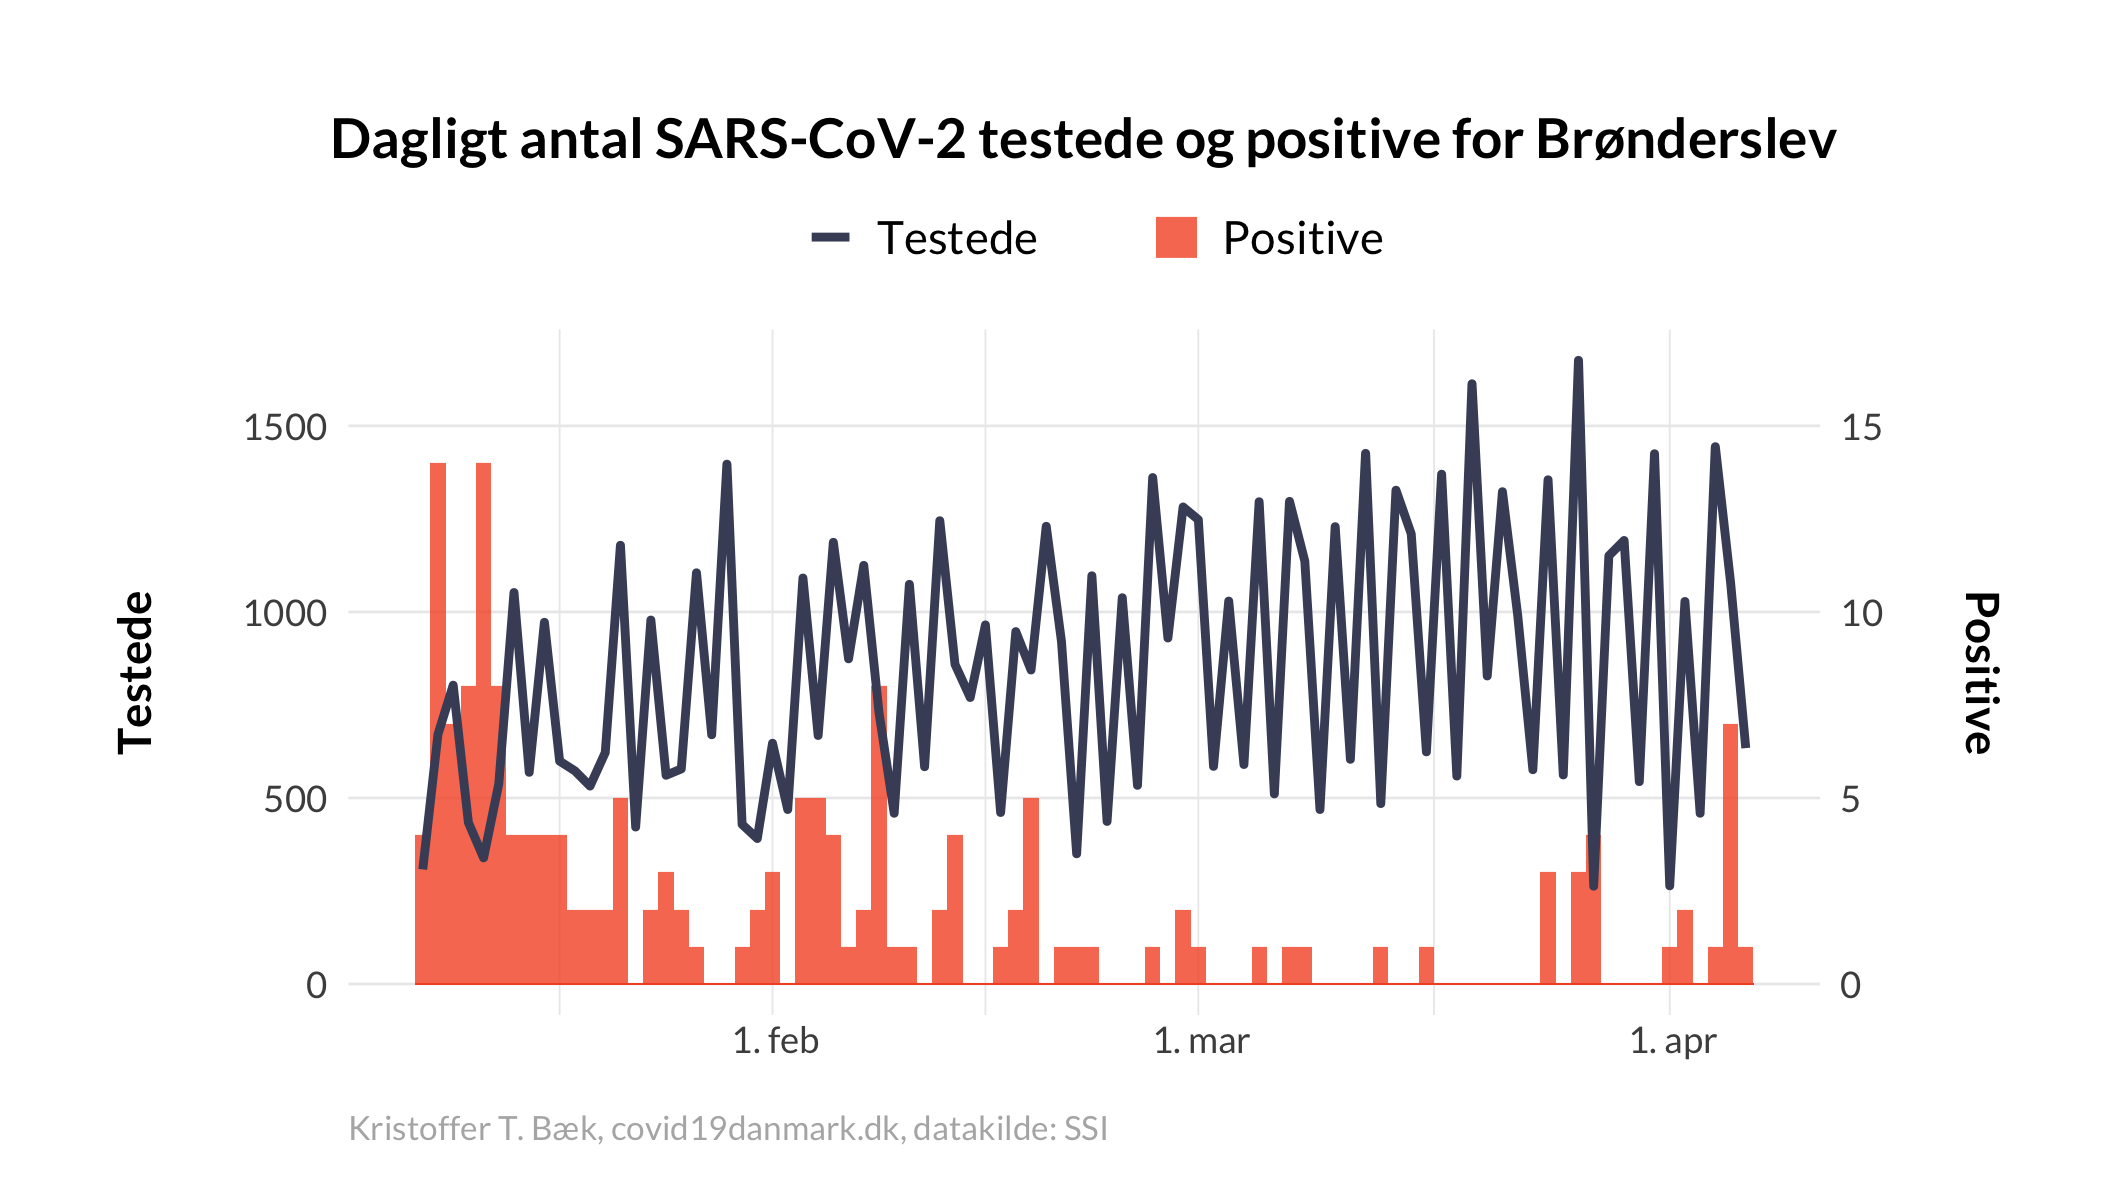 Dagligt antal SARS-CoV-2 testede og positive for Brønderslev
Testede Positive
1500 15
1000 10
500 5
0 0
Testede
Positive
1. feb 1. mar 1. apr
Kristoffer T. Bæk, covid19danmark.dk, datakilde: SSI